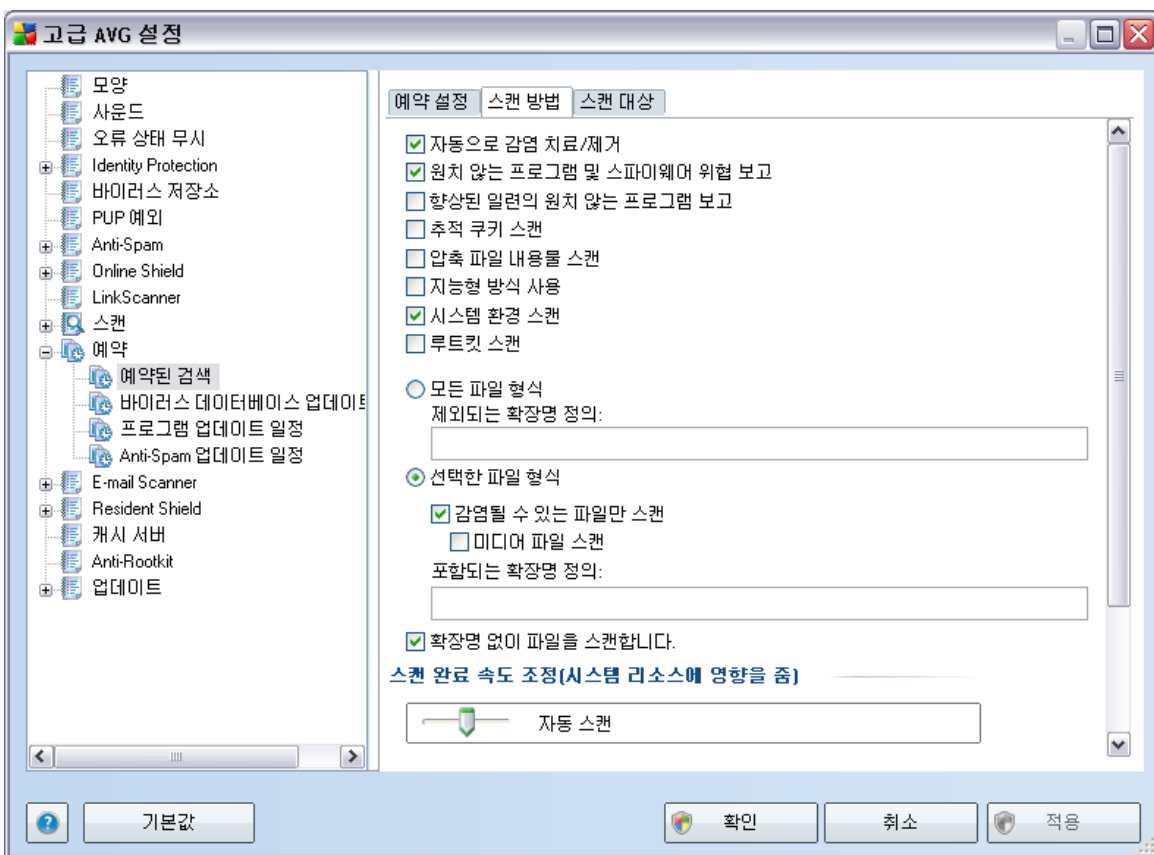 고급 AVG 설정
모양
사운드
오류 상태 무시
Identity Protection
바이러스 저장소
PUP 예외
Anti-Spam
Online Shield
LinkScanner
스캔
예약
예약된 검색
바이러스 데이터베이스 업데이트
프로그램 업데이트 일정
Anti-Spam 업데이트 일정
E-mail Scanner
Resident Shield
캐시 서버
Anti-Rootkit
업데이트
예약 설정 스캔 방법 스캔 대상
자동으로 감염 치료/제거
원치 않는 프로그램 및 스파이웨어 위협 보고
향상된 일련의 원치 않는 프로그램 보고
추적 쿠키 스캔
압축 파일 내용물 스캔
지능형 방식 사용
시스템 환경 스캔
루트킷 스캔
모든 파일 형식
제외되는 확장명 정의:
선택한 파일 형식
감염될 수 있는 파일만 스캔
미디어 파일 스캔
포함되는 확장명 정의:
확장명 없이 파일을 스캔합니다.
스캔 완료 속도 조정(시스템 리소스에 영향을 줌)
자동 스캔
기본값 확인 취소 적용